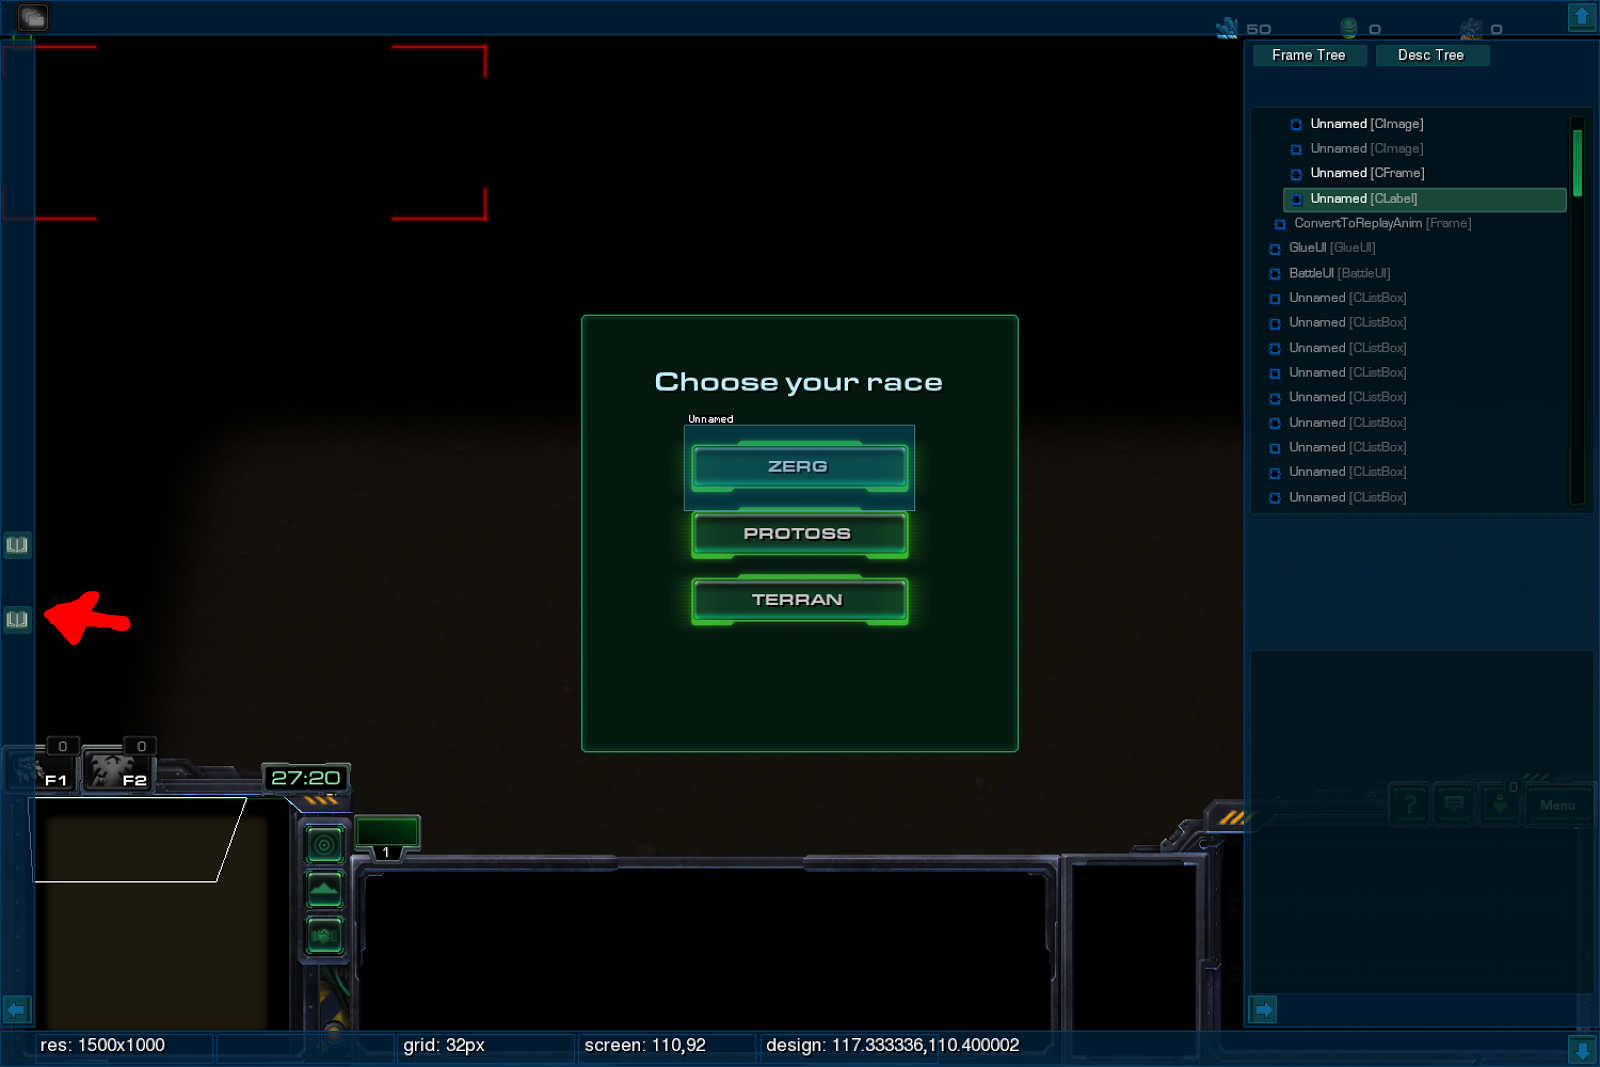 50 0 0
Frame Tree Desc Tree
Unnamed [CImage]
Unnamed [CImage]
Unnamed [CFrame]
Unnamed [CLabel]
ConvertToReplayAnim [Frame]
GlueUI [GlueUI]
BattleUI [BattleUI]
Unnamed [CListBox]
Unnamed [CListBox]
Unnamed [CListBox]
Unnamed [CListBox]
Unnamed [CListBox]
Unnamed [CListBox]
Unnamed [CListBox]
Unnamed [CListBox]
Unnamed [CListBox]
Choose your race
Unnamed
ZERG
PROTOSS
TERRAN
0 0
F1 F2
27:20
1
? 0 Menu
res: 1500x1000 grid: 32px screen: 110,92 design: 117.333336,110.400002